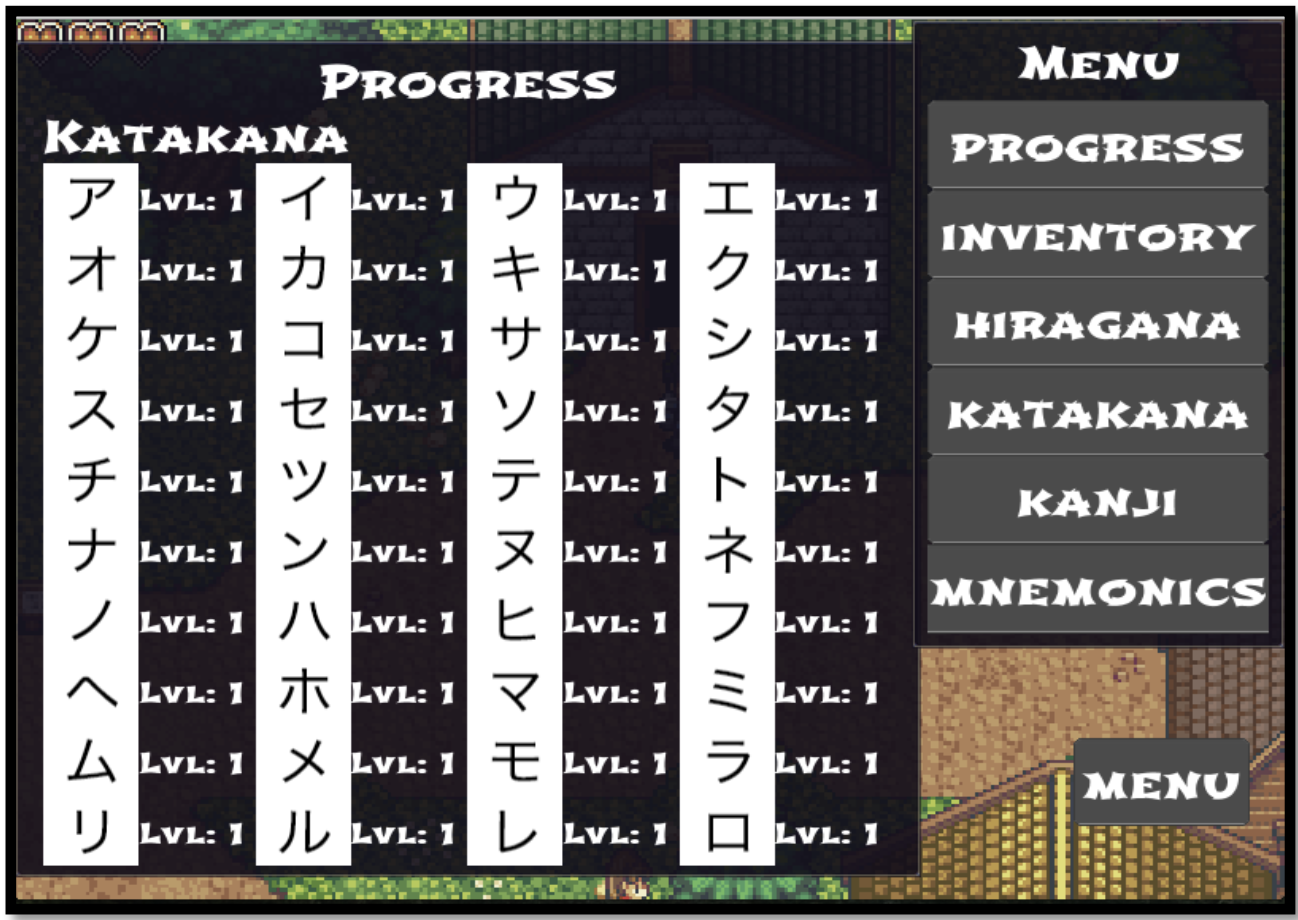 Progress
Katakana
ア Lvl: 1 イ Lvl: 1 ウ Lvl: 1 エ Lvl: 1
オ Lvl: 1 カ Lvl: 1 キ Lvl: 1 ク Lvl: 1
ケ Lvl: 1 コ Lvl: 1 サ Lvl: 1 シ Lvl: 1
ス Lvl: 1 セ Lvl: 1 ソ Lvl: 1 タ Lvl: 1
チ Lvl: 1 ツ Lvl: 1 テ Lvl: 1 ト Lvl: 1
ナ Lvl: 1 ン Lvl: 1 ヌ Lvl: 1 ネ Lvl: 1
ノ Lvl: 1 ハ Lvl: 1 ヒ Lvl: 1 フ Lvl: 1
ヘ Lvl: 1 ホ Lvl: 1 マ Lvl: 1 ミ Lvl: 1
ム Lvl: 1 メ Lvl: 1 モ Lvl: 1 ラ Lvl: 1
リ Lvl: 1 ル Lvl: 1 レ Lvl: 1 ロ Lvl: 1
Menu
PROGRESS
INVENTORY
HIRAGANA
KATAKANA
KANJI
MNEMONICS
MENU